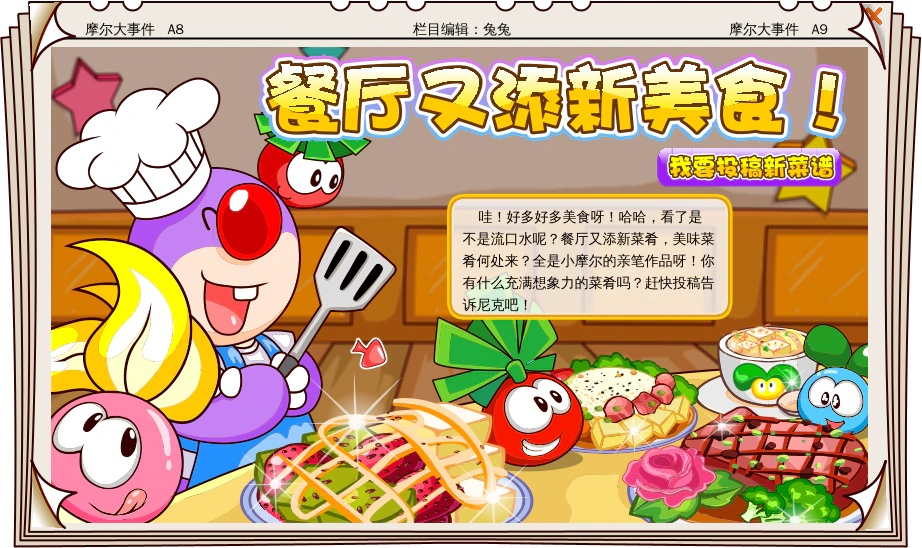 摩尔大事件 A8
栏目编辑：兔兔
摩尔大事件 A9
餐厅又添新美食！
我要投稿新菜谱
哇！好多好多美食呀！哈哈，看了是
不是流口水呢？餐厅又添新菜肴，美味菜
肴何处来？全是小摩尔的亲笔作品呀！你
有什么充满想象力的菜肴吗？赶快投稿告
诉尼克吧！